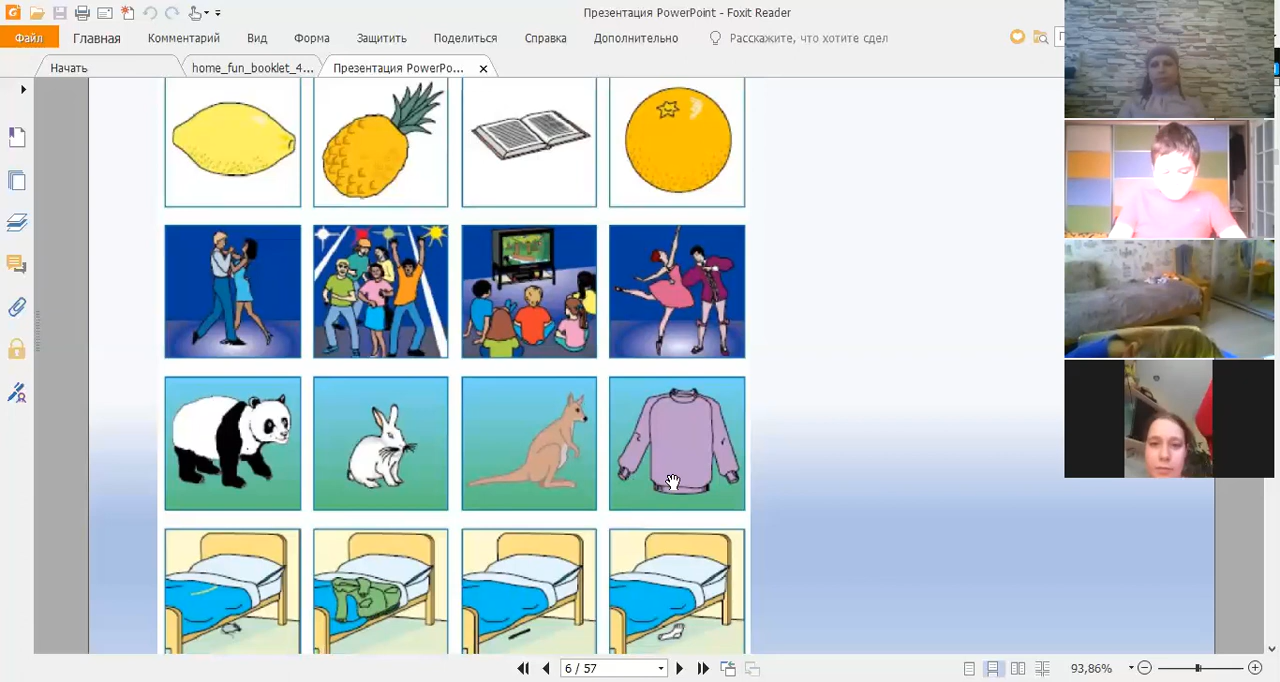 Презентация PowerPoint - Foxit Reader
Файл
Главная
Комментарий
Вид
Форма
Защитить
Поделиться
Справка
Дополнительно
Расскажите, что хотите сдел
Начать
home_fun_booklet_4...
Презентация PowerPo...
6 / 57
93,86%